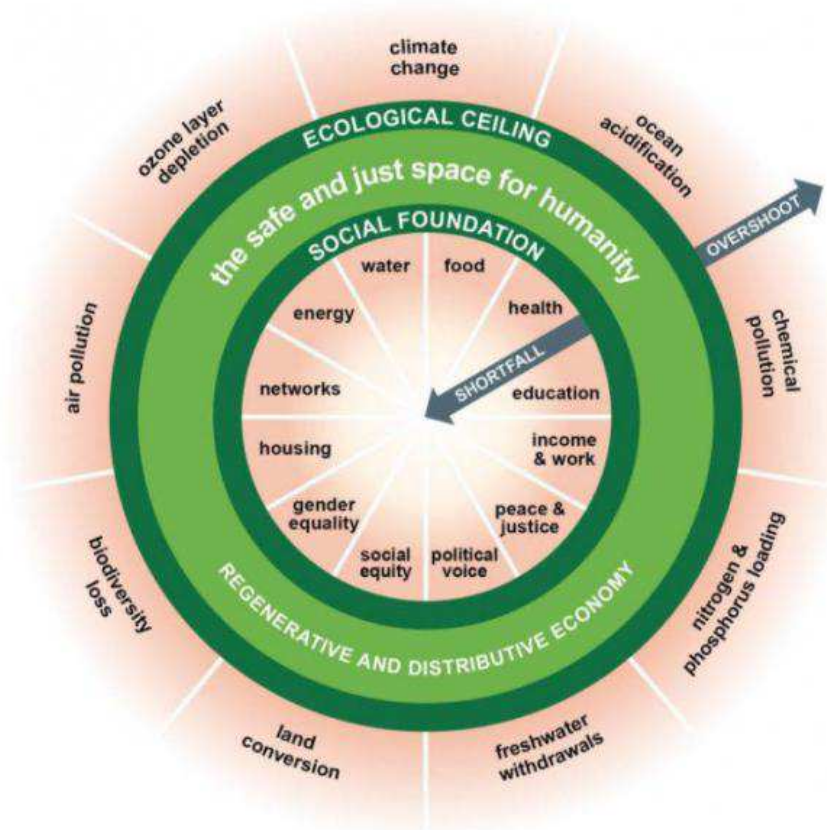 climate
change
ocean
acidification
chemical
pollution
nitrogen &
phosphorus loading
freshwater
withdrawals
land
conversion
biodiversity
loss
air pollution
ozone layer
depletion
ECOLOGICAL CEILING
the safe and just space for humanity
SOCIAL FOUNDATION
OVERSHOOT
SHORTFALL
water
food
health
education
income
& work
peace &
justice
political
voice
social
equity
gender
equality
housing
networks
energy
REGENERATIVE AND DISTRIBUTIVE ECONOMY